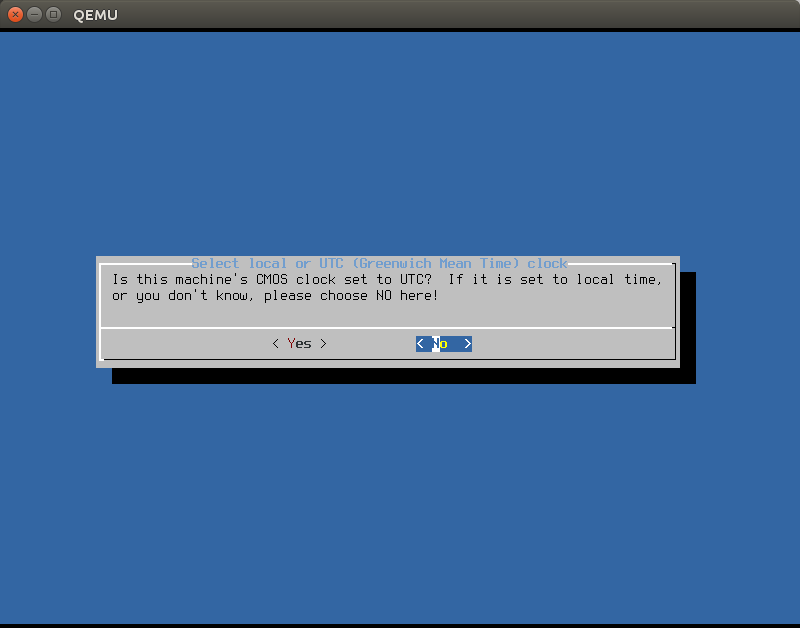 QEMU
Select local or UTC (Greenwich Mean Time) clock
Is this machine's CMOS clock set to UTC?  If it is set to local time,
or you don't know, please choose NO here!
< Yes > < No >